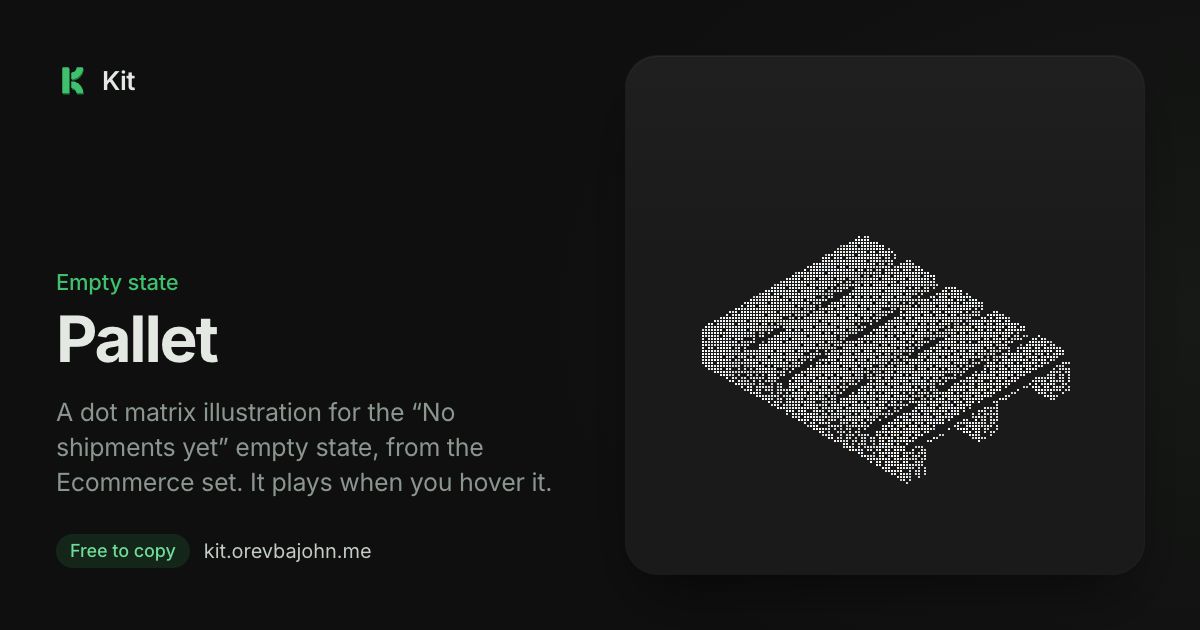 Kit
Empty state
Pallet
A dot matrix illustration for the “No
shipments yet” empty state, from the
Ecommerce set. It plays when you hover it.
Free to copy
kit.orevbajohn.me